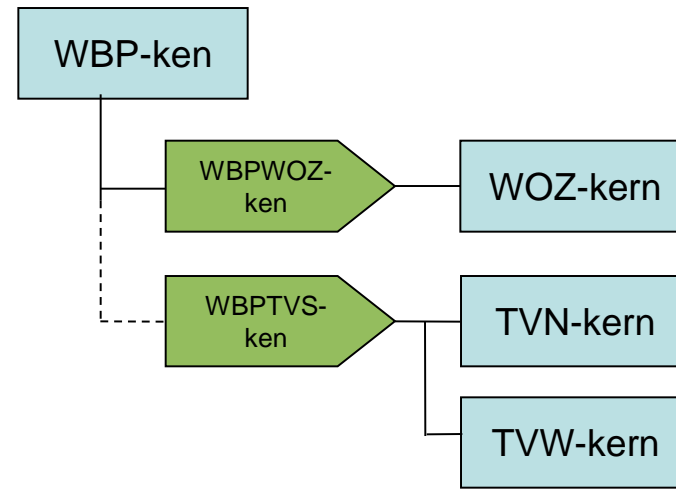 WBP-ken
WBPWOZ-
ken
WOZ-kern
WBPTVS-
ken
TVN-kern
TVW-kern